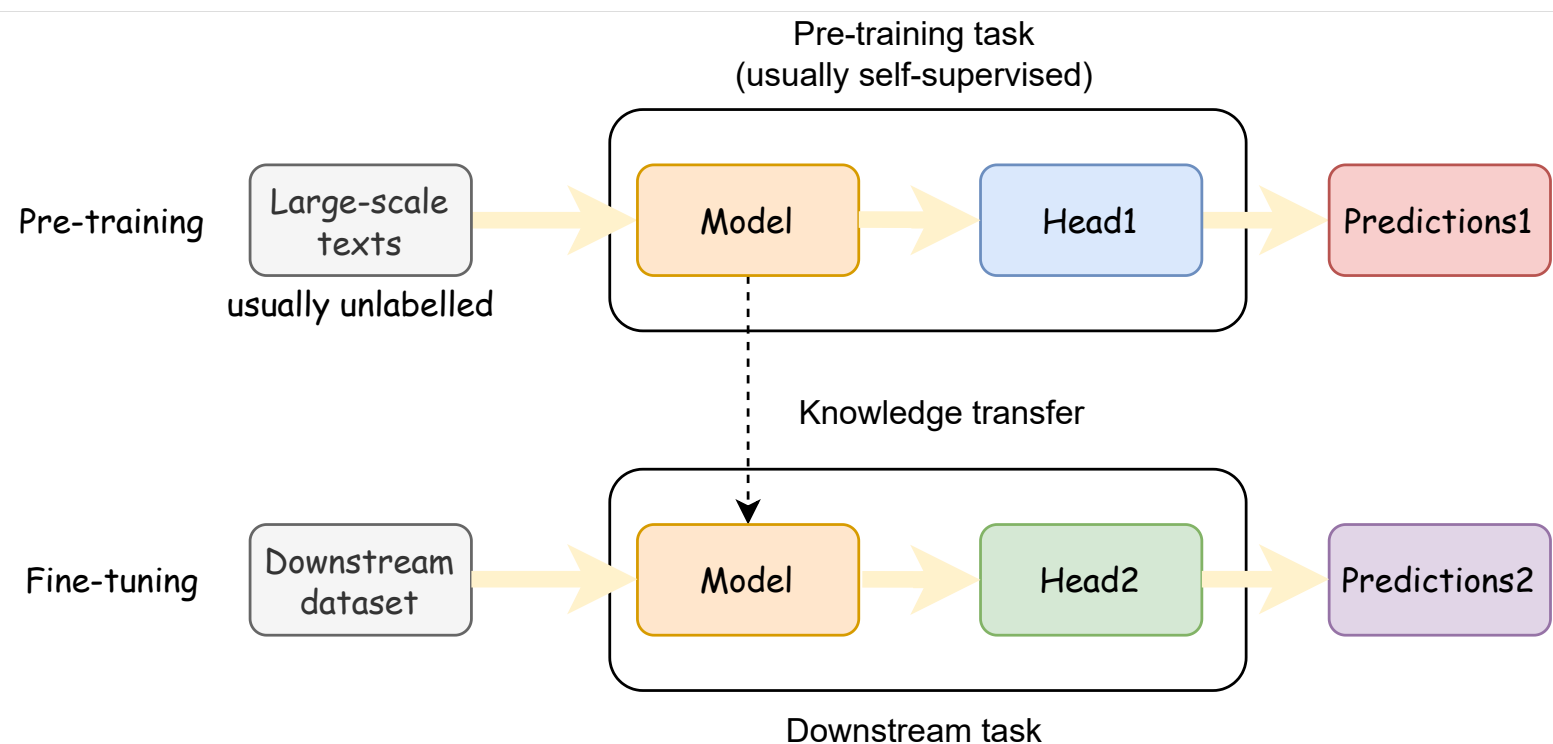 Pre-training task
(usually self-supervised)
Pre-training
Large-scale
texts
usually unlabelled
Model
Head1
Predictions1
Knowledge transfer
Fine-tuning
Downstream
dataset
Model
Head2
Predictions2
Downstream task